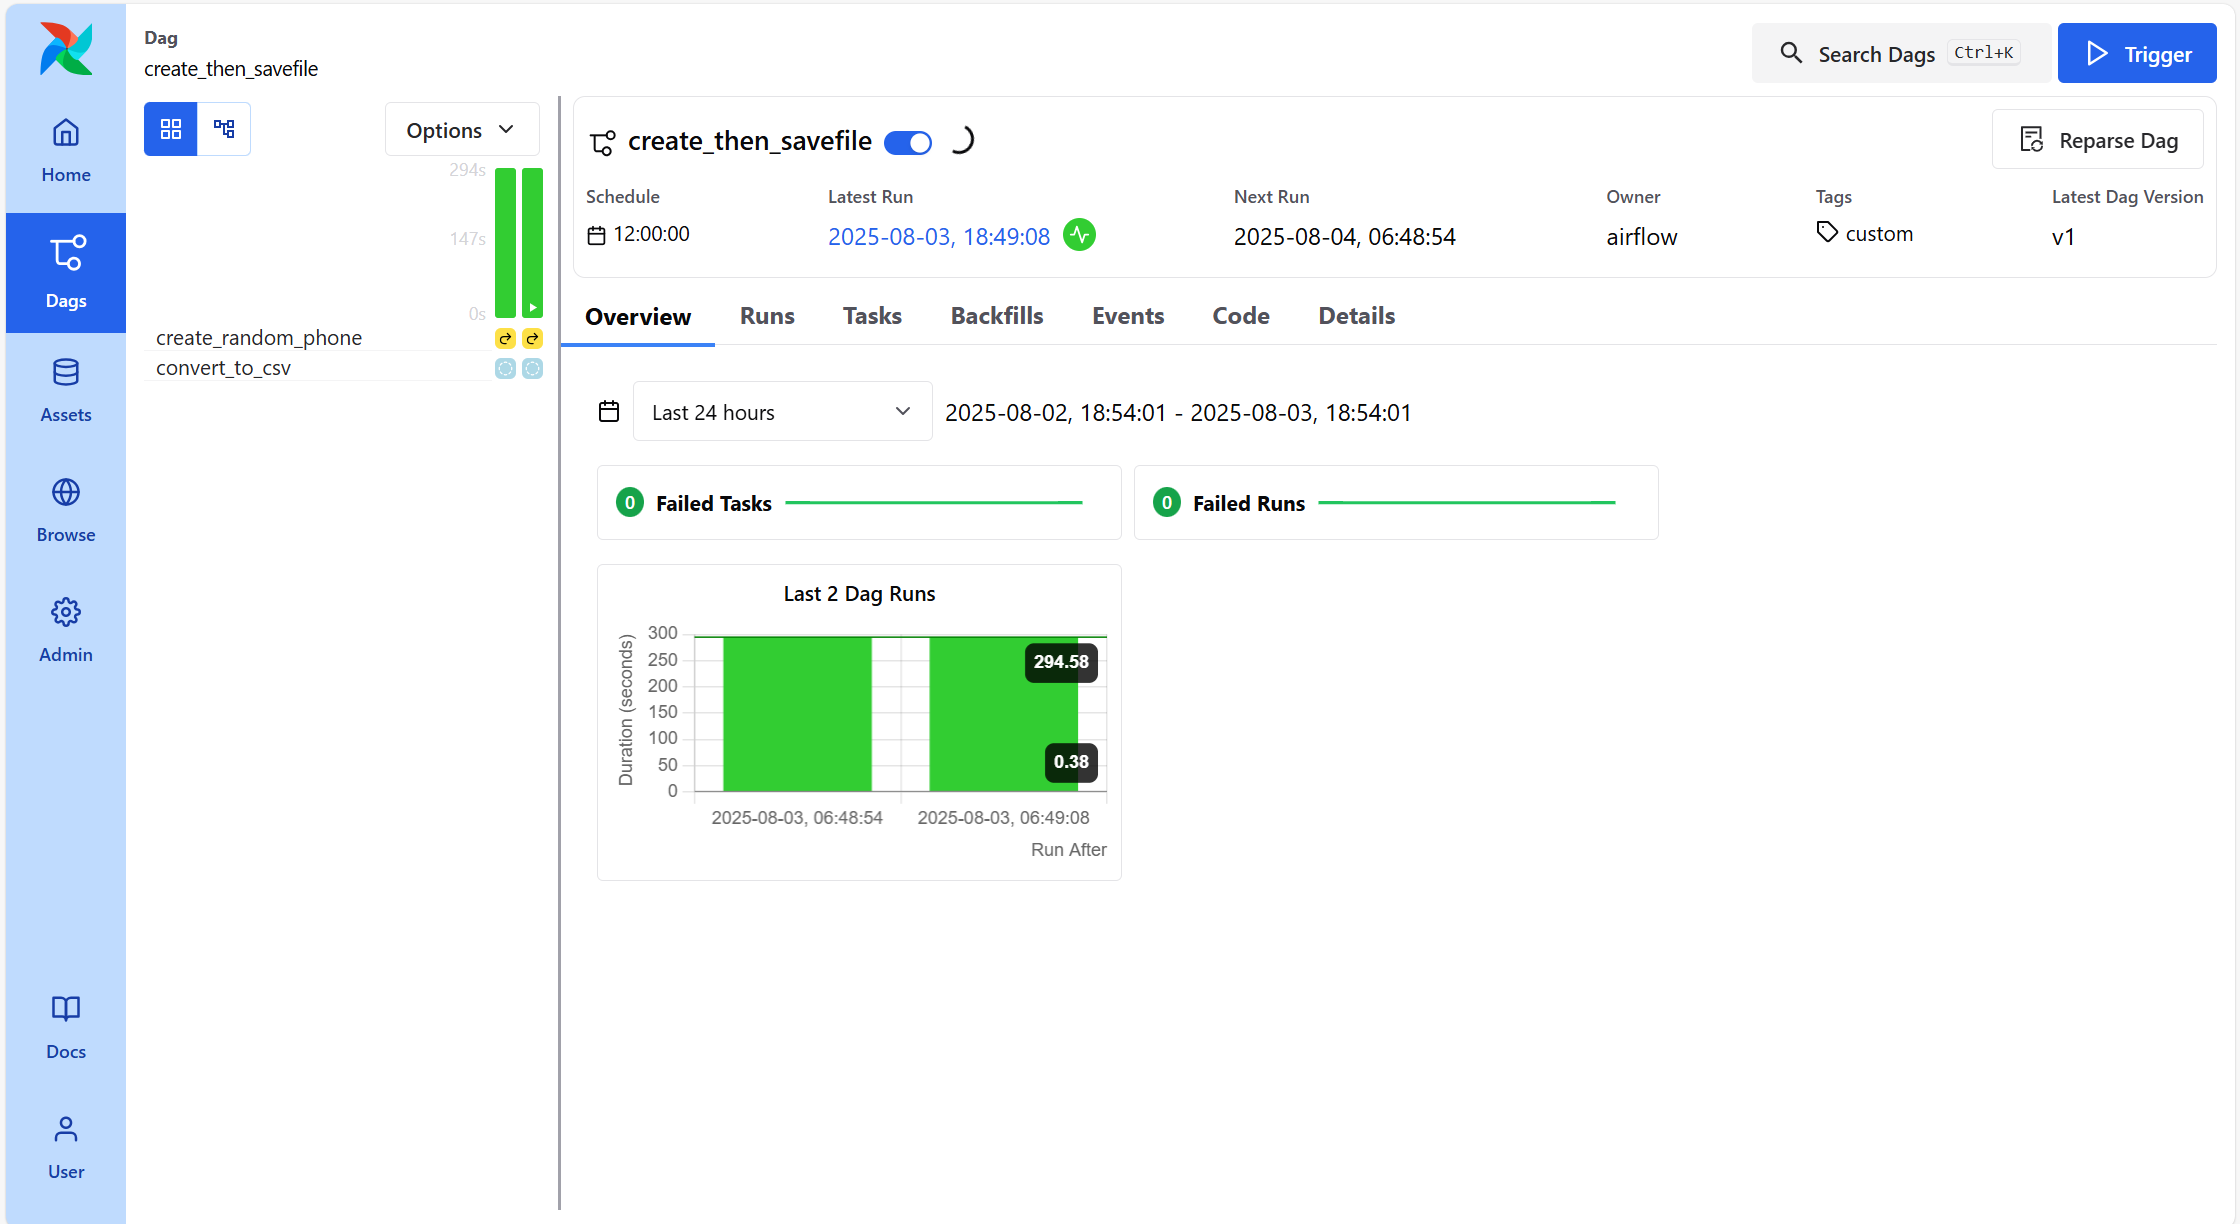 Dag
create_then_savefile
Search Dags Ctrl+K
Trigger
Home
Dags
Assets
Browse
Admin
Docs
User
Options
294s
147s
0s
create_random_phone
convert_to_csv
create_then_savefile
Reparse Dag
Schedule Latest Run Next Run Owner Tags Latest Dag Version
12:00:00 2025-08-03, 18:49:08 2025-08-04, 06:48:54 airflow custom v1
Overview Runs Tasks Backfills Events Code Details
Last 24 hours 2025-08-02, 18:54:01 - 2025-08-03, 18:54:01
0 Failed Tasks
0 Failed Runs
Last 2 Dag Runs
Duration (seconds)
300
250
200
150
100
50
0
294.58
0.38
2025-08-03, 06:48:54 2025-08-03, 06:49:08
Run After